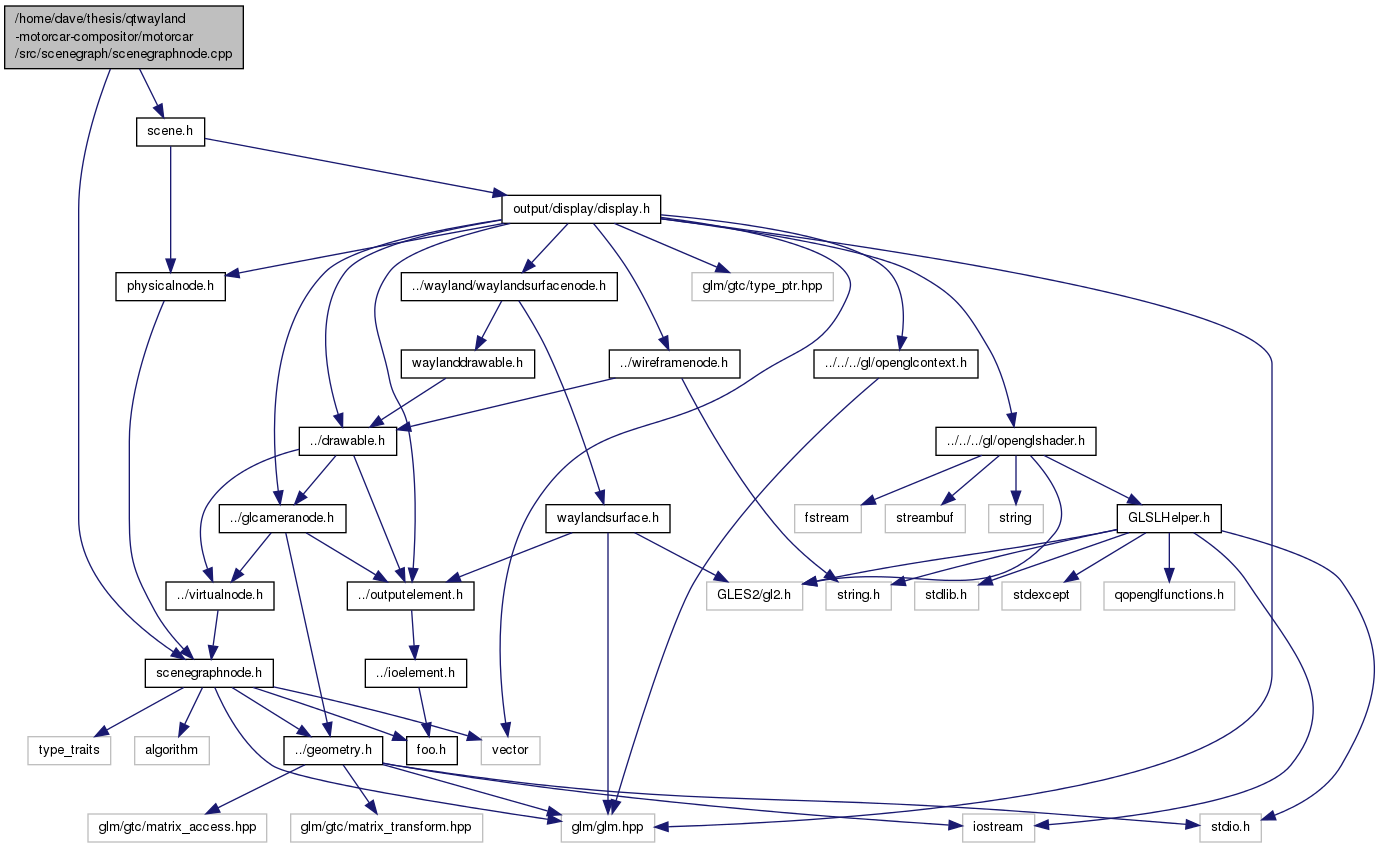 /home/dave/thesis/qtwayland
-motorcar-compositor/motorcar
/src/scenegraph/scenegraphnode.cpp
scene.h
output/display/display.h
physicalnode.h
../wayland/waylandsurfacenode.h
glm/gtc/type_ptr.hpp
waylanddrawable.h
../wireframenode.h
../../../gl/openglcontext.h
../drawable.h
../../../gl/openglshader.h
../glcameranode.h
waylandsurface.h
fstream
streambuf
string
GLSLHelper.h
../virtualnode.h
../outputelement.h
GLES2/gl2.h
string.h
stdlib.h
stdexcept
qopenglfunctions.h
scenegraphnode.h
../ioelement.h
type_traits
algorithm
../geometry.h
foo.h
vector
glm/gtc/matrix_access.hpp
glm/gtc/matrix_transform.hpp
glm/glm.hpp
iostream
stdio.h